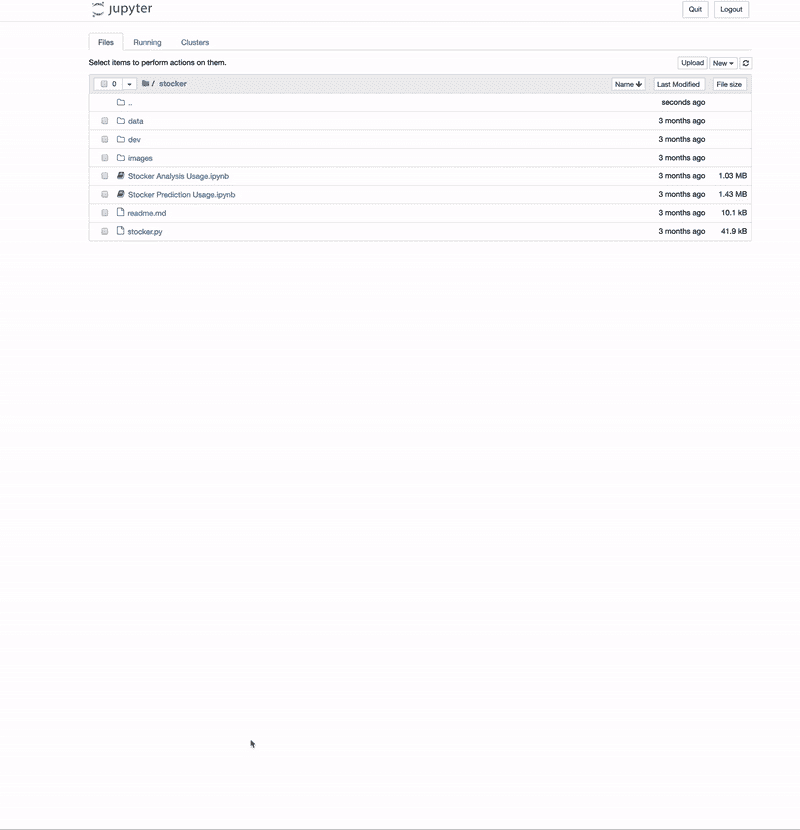 jupyter Quit Logout
Files Running Clusters
Select items to perform actions on them. Upload New
0 / stocker Name Last Modified File size
.. seconds ago
data 3 months ago
dev 3 months ago
images 3 months ago
Stocker Analysis Usage.ipynb 3 months ago 1.03 MB
Stocker Prediction Usage.ipynb 3 months ago 1.43 MB
readme.md 3 months ago 10.1 kB
stocker.py 3 months ago 41.9 kB